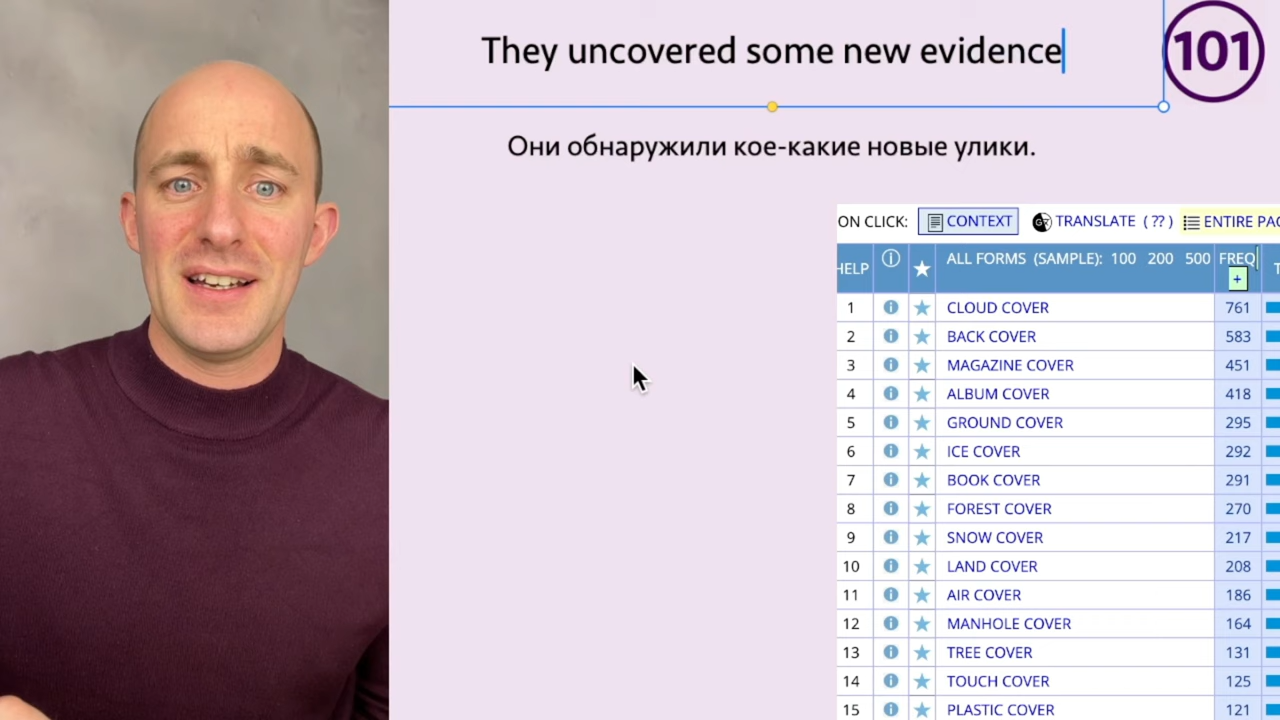 They uncovered some new evidence
101
Они обнаружили кое-какие новые улики.
ON CLICK: CONTEXT TRANSLATE ( ?? ) ENTIRE PAG
HELP ALL FORMS (SAMPLE): 100 200 500 FREQ
+
1 CLOUD COVER 761
2 BACK COVER 583
3 MAGAZINE COVER 451
4 ALBUM COVER 418
5 GROUND COVER 295
6 ICE COVER 292
7 BOOK COVER 291
8 FOREST COVER 270
9 SNOW COVER 217
10 LAND COVER 208
11 AIR COVER 186
12 MANHOLE COVER 164
13 TREE COVER 131
14 TOUCH COVER 125
15 PLASTIC COVER 121